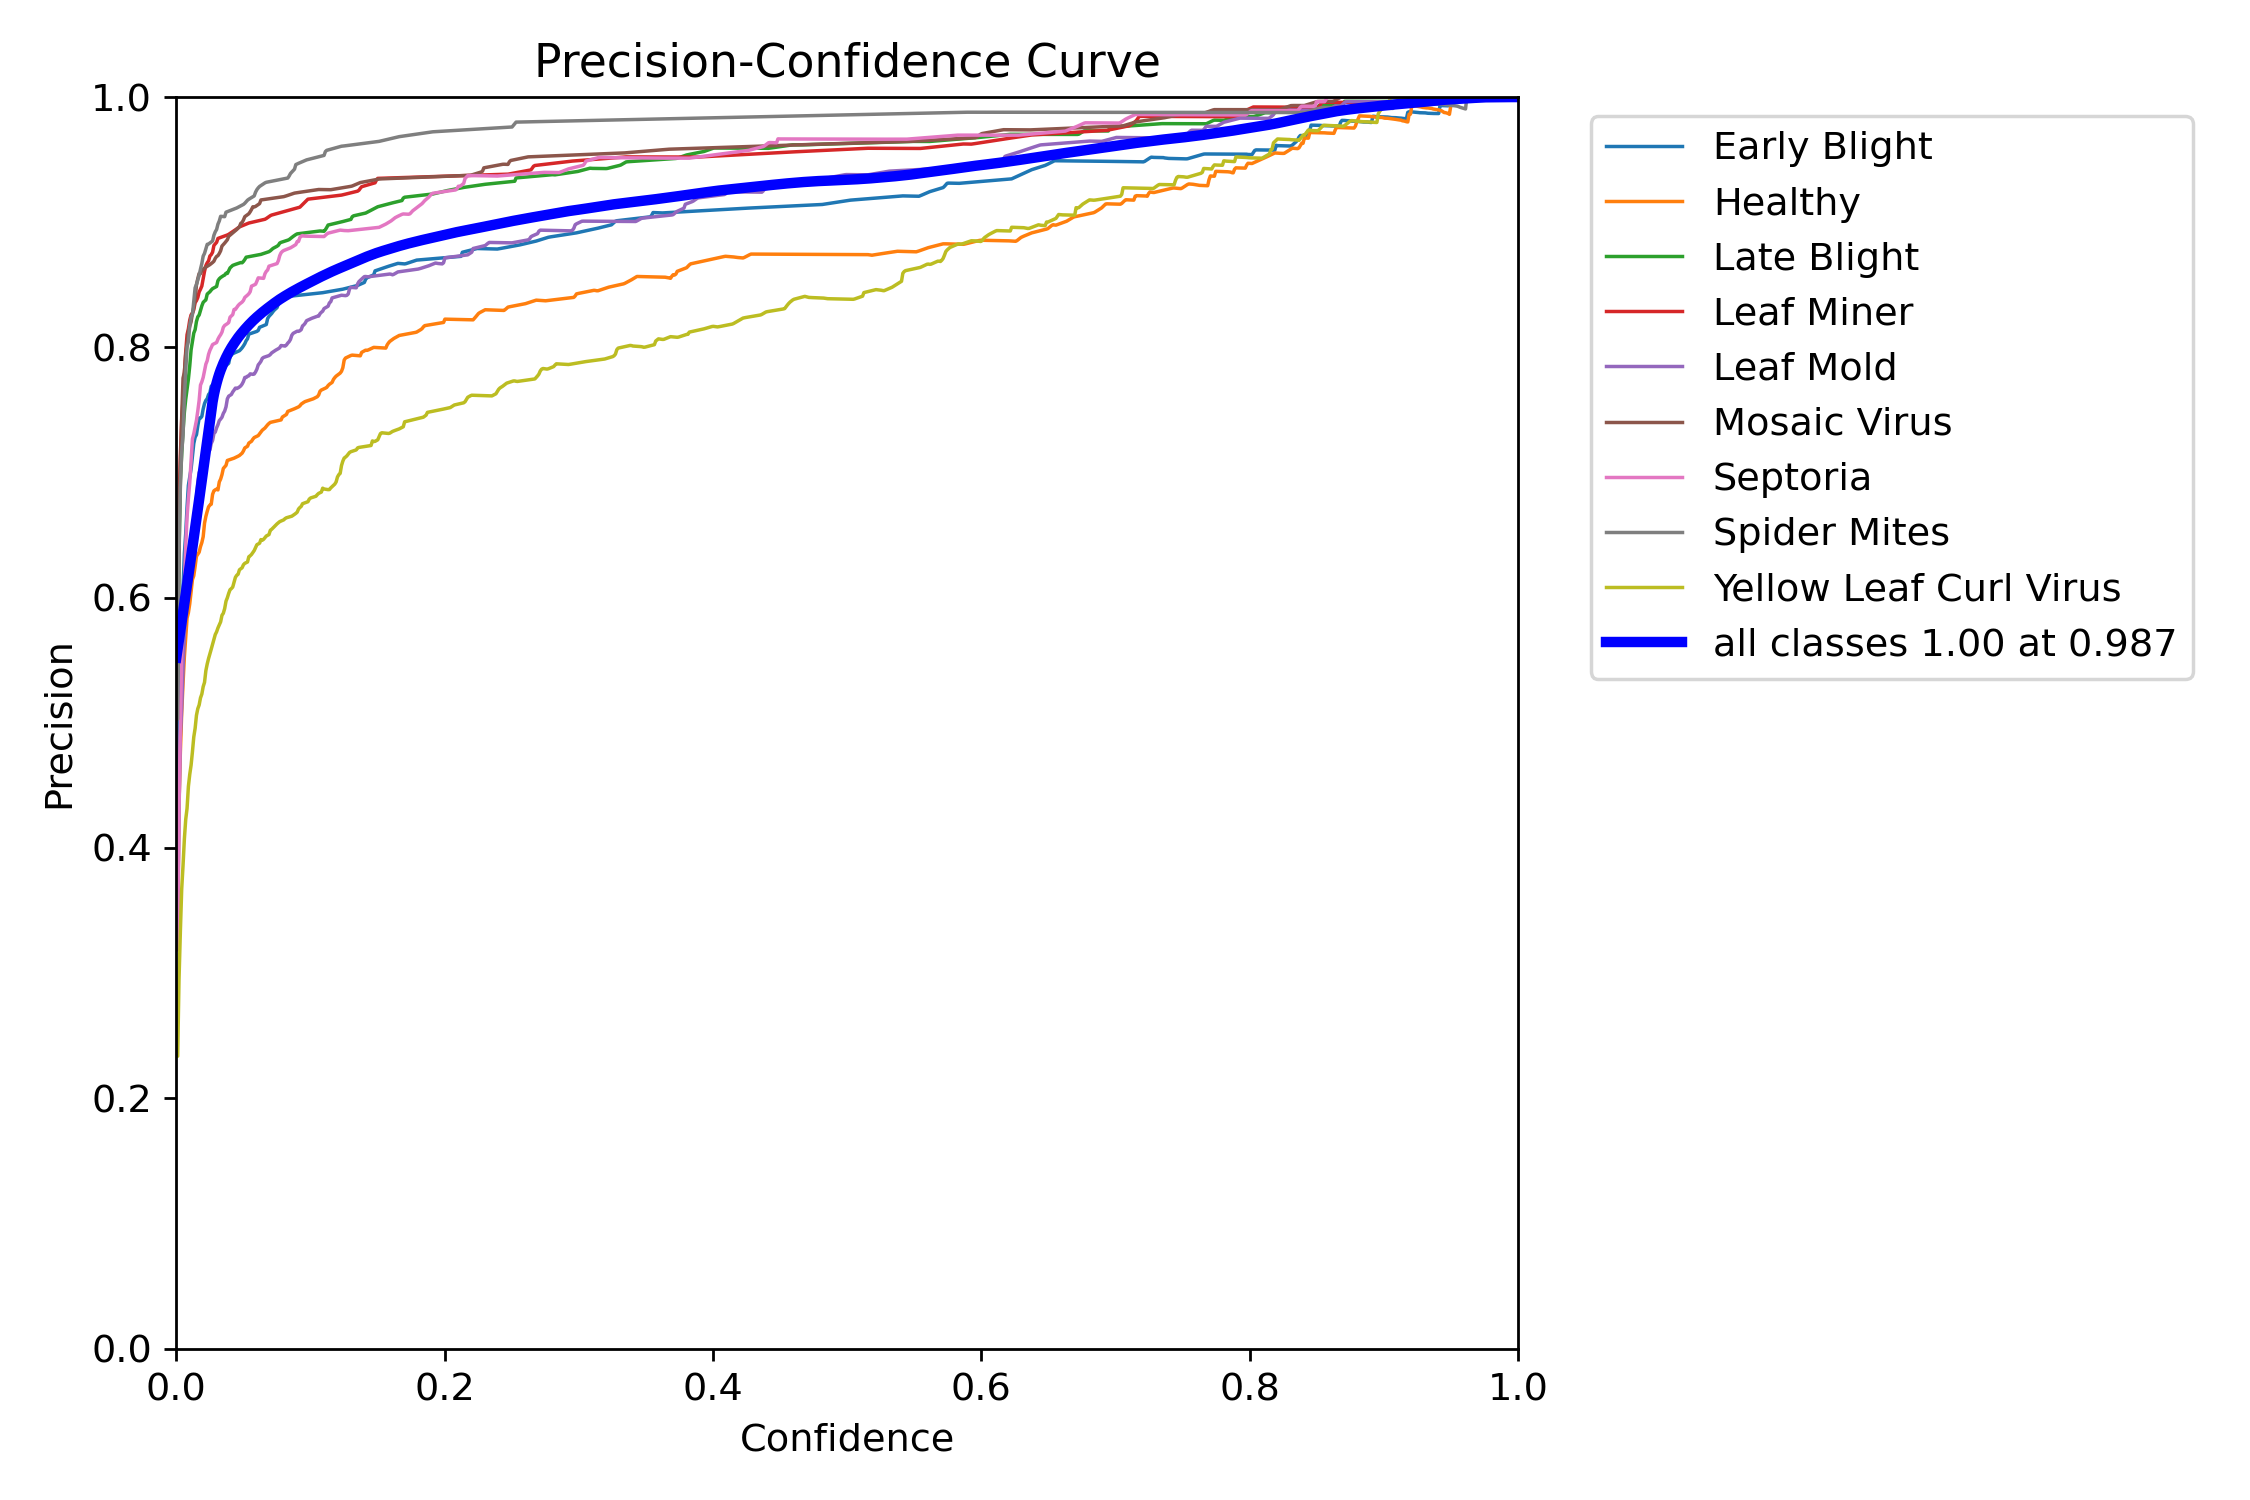 Precision-Confidence Curve
1.0
0.8
0.6
0.4
0.2
0.0
Precision
0.0 0.2 0.4 0.6 0.8 1.0
Confidence
Early Blight
Healthy
Late Blight
Leaf Miner
Leaf Mold
Mosaic Virus
Septoria
Spider Mites
Yellow Leaf Curl Virus
all classes 1.00 at 0.987